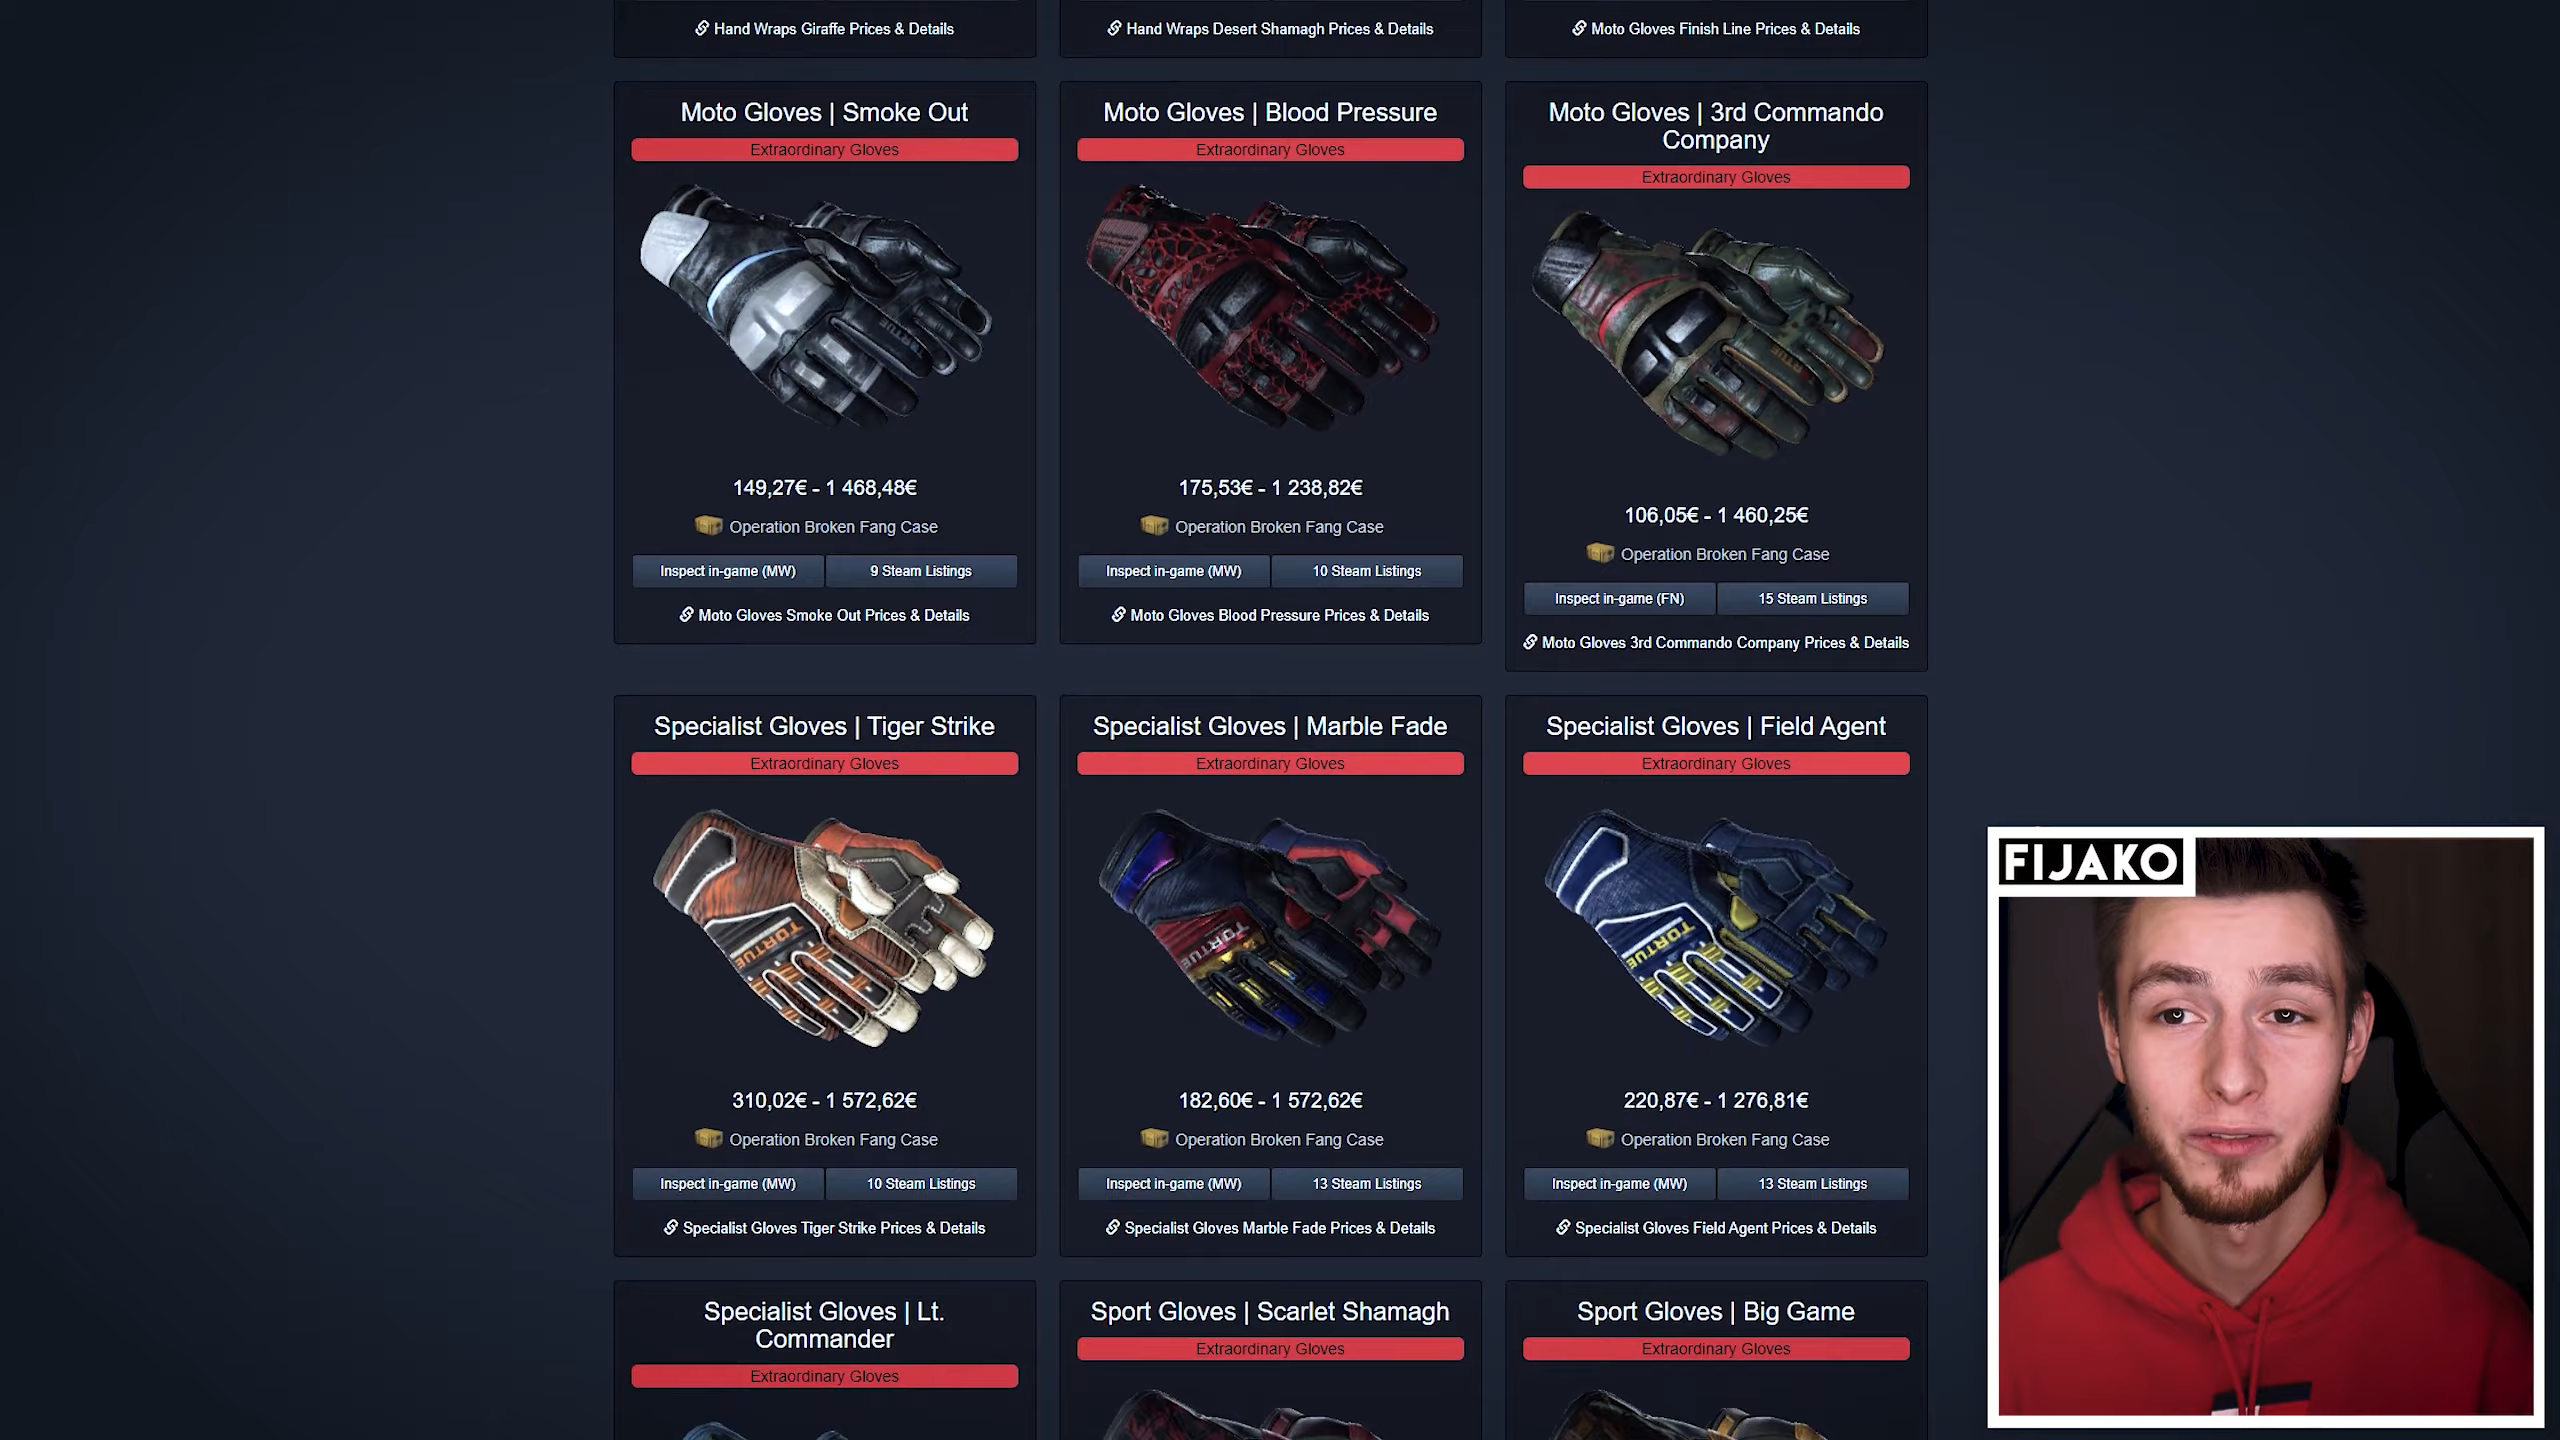 Hand Wraps Giraffe Prices & Details
Hand Wraps Desert Shamagh Prices & Details
Moto Gloves Finish Line Prices & Details
Moto Gloves | Smoke Out
Extraordinary Gloves
TORTUE
149,27€ - 1 468,48€
Operation Broken Fang Case
Inspect in-game (MW)
9 Steam Listings
Moto Gloves Smoke Out Prices & Details
Moto Gloves | Blood Pressure
Extraordinary Gloves
175,53€ - 1 238,82€
Operation Broken Fang Case
Inspect in-game (MW)
10 Steam Listings
Moto Gloves Blood Pressure Prices & Details
Moto Gloves | 3rd Commando
Company
Extraordinary Gloves
106,05€ - 1 460,25€
Operation Broken Fang Case
Inspect in-game (FN)
15 Steam Listings
Moto Gloves 3rd Commando Company Prices & Details
Specialist Gloves | Tiger Strike
Extraordinary Gloves
TORTUE
310,02€ - 1 572,62€
Operation Broken Fang Case
Inspect in-game (MW)
10 Steam Listings
Specialist Gloves Tiger Strike Prices & Details
Specialist Gloves | Marble Fade
Extraordinary Gloves
TORTUE
182,60€ - 1 572,62€
Operation Broken Fang Case
Inspect in-game (MW)
13 Steam Listings
Specialist Gloves Marble Fade Prices & Details
Specialist Gloves | Field Agent
Extraordinary Gloves
TORTUE
220,87€ - 1 276,81€
Operation Broken Fang Case
Inspect in-game (MW)
13 Steam Listings
Specialist Gloves Field Agent Prices & Details
Specialist Gloves | Lt.
Commander
Extraordinary Gloves
Sport Gloves | Scarlet Shamagh
Extraordinary Gloves
Sport Gloves | Big Game
Extraordinary Gloves
FIJAKO